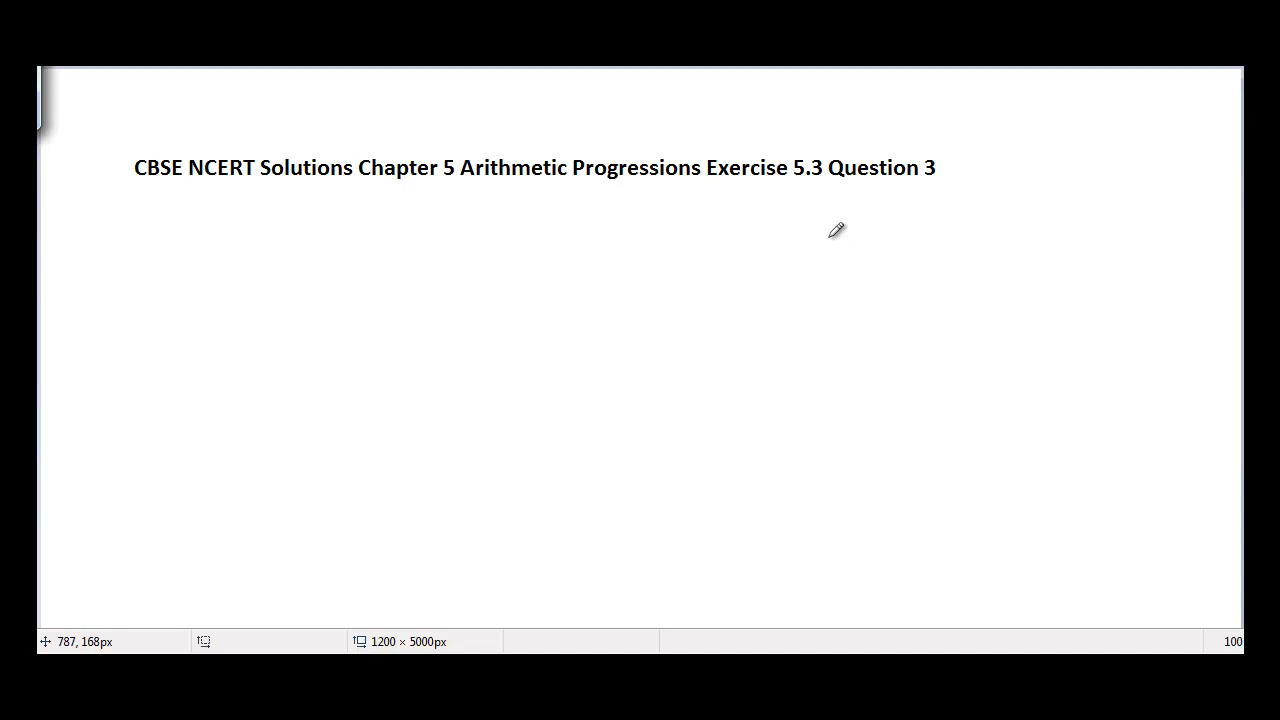 CBSE NCERT Solutions Chapter 5 Arithmetic Progressions Exercise 5.3 Question 3
787, 168px 1200 × 5000px 100